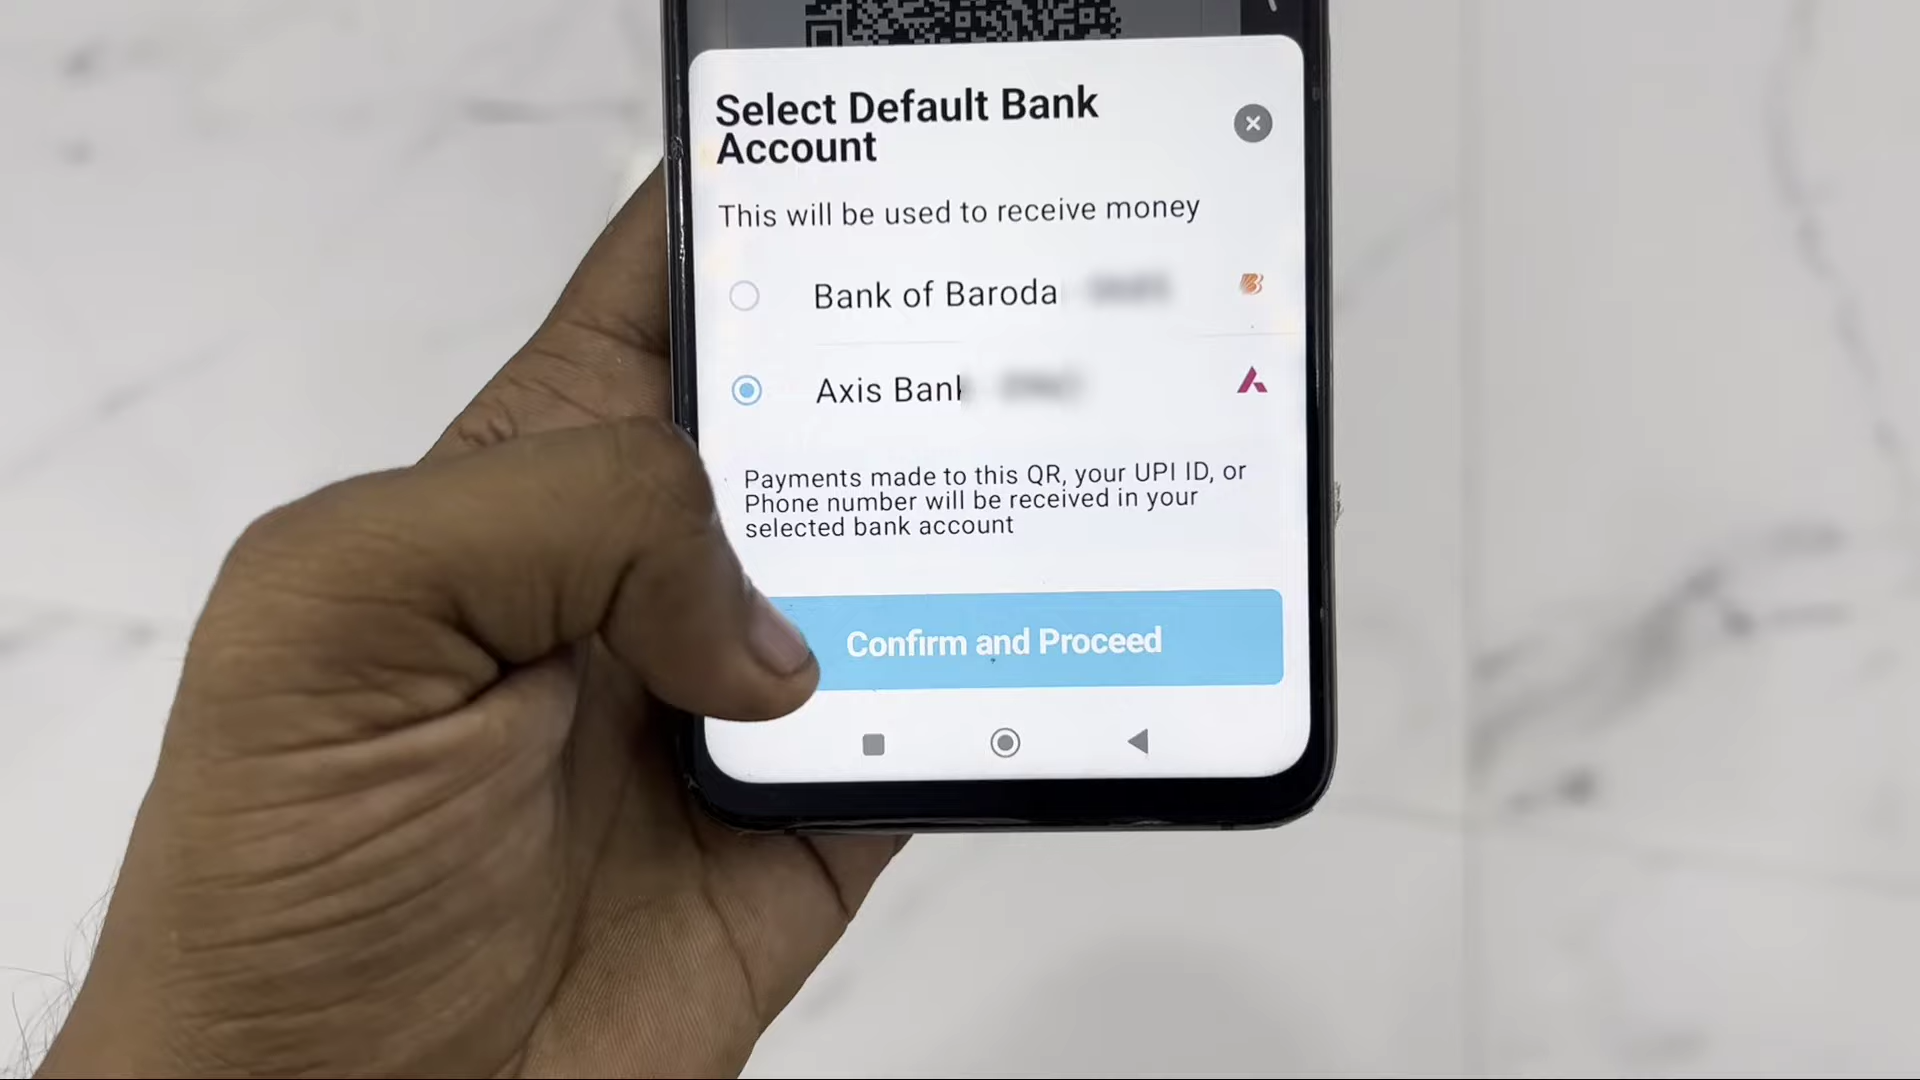 Select Default Bank
Account
This will be used to receive money
Bank of Baroda
Axis Bank
Payments made to this QR, your UPI ID, or
Phone number will be received in your
selected bank account
Confirm and Proceed